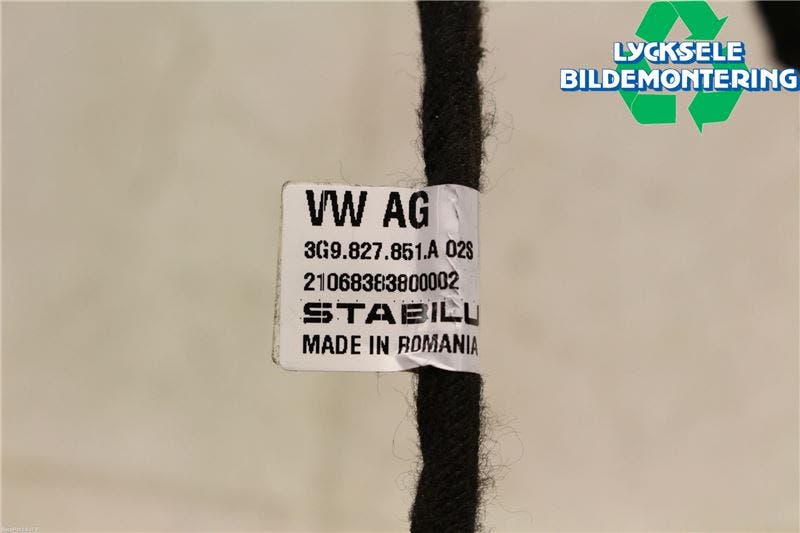 LYCKSELE
BILDEMONTERING
VW AG
3G9.827.851.A 02S
21068383800002
STABILU
MADE IN ROMANIA